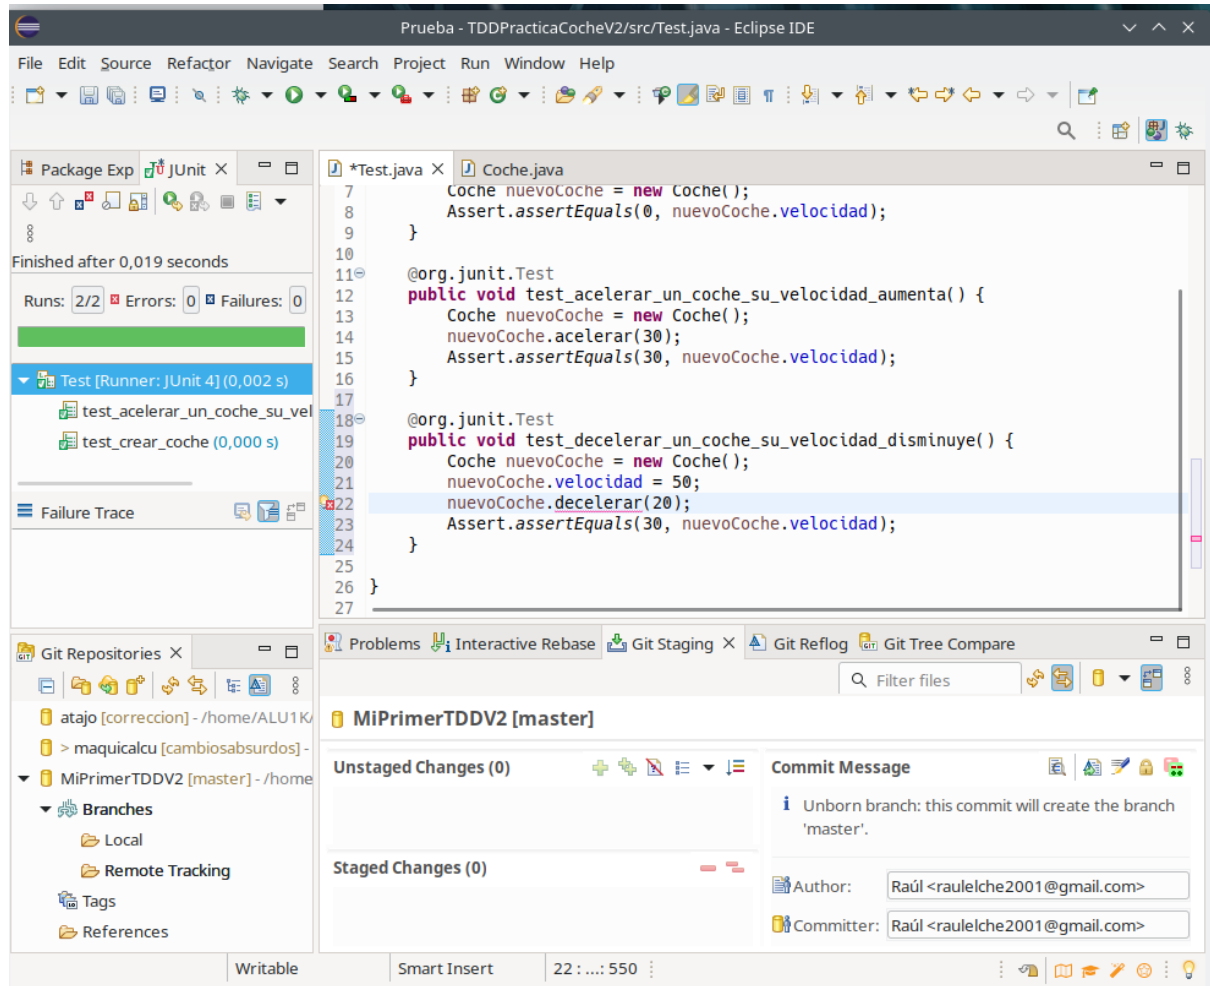 Prueba - TDDPracticaCocheV2/src/Test.java - Eclipse IDE
File Edit Source Refactor Navigate Search Project Run Window Help
Package Exp JUnit
Finished after 0,019 seconds
Runs: 2/2 Errors: 0 Failures: 0
Test [Runner: JUnit 4] (0,002 s)
test_acelerar_un_coche_su_vel
test_crear_coche (0,000 s)
Failure Trace
*Test.java Coche.java
7 Coche nuevoCoche = new Coche();
8 Assert.assertEquals(0, nuevoCoche.velocidad);
9 }
10
11 @org.junit.Test
12 public void test_acelerar_un_coche_su_velocidad_aumenta() {
13 Coche nuevoCoche = new Coche();
14 nuevoCoche.acelerar(30);
15 Assert.assertEquals(30, nuevoCoche.velocidad);
16 }
17
18 @org.junit.Test
19 public void test_decelerar_un_coche_su_velocidad_disminuye() {
20 Coche nuevoCoche = new Coche();
21 nuevoCoche.velocidad = 50;
22 nuevoCoche.decelerar(20);
23 Assert.assertEquals(30, nuevoCoche.velocidad);
24 }
25
26 }
27
Git Repositories
atajo [correccion] - /home/ALU1K/
> maquicalcu [cambiosabsurdos] -
MiPrimerTDDV2 [master] - /home
Branches
Local
Remote Tracking
Tags
References
Problems Interactive Rebase Git Staging Git Reflog Git Tree Compare
Filter files
MiPrimerTDDV2 [master]
Unstaged Changes (0)
Staged Changes (0)
Commit Message
Unborn branch: this commit will create the branch
'master'.
Author: Raúl <raulelche2001@gmail.com>
Committer: Raúl <raulelche2001@gmail.com>
Writable Smart Insert 22 : ...: 550